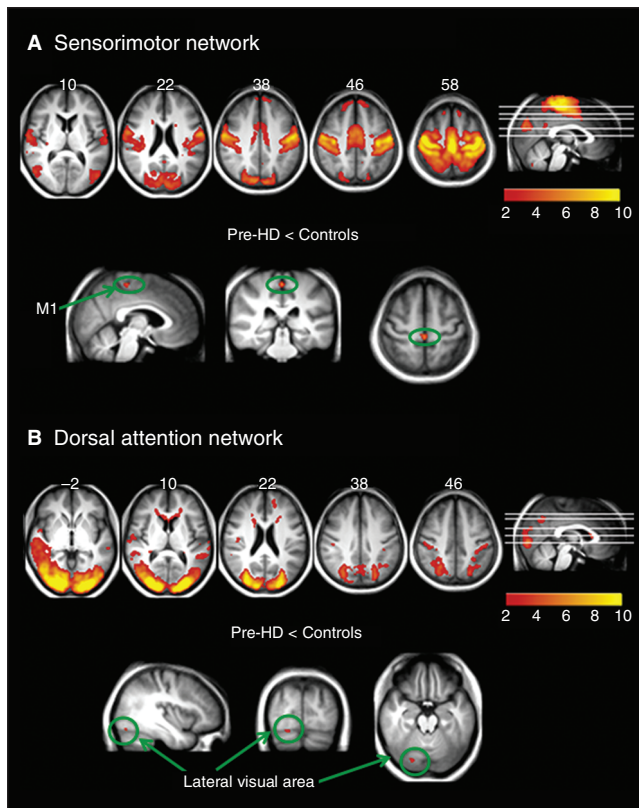 A Sensorimotor network
10 22 38 46 58
2 4 6 8 10
Pre-HD < Controls
M1
B Dorsal attention network
–2 10 22 38 46
2 4 6 8 10
Pre-HD < Controls
Lateral visual area